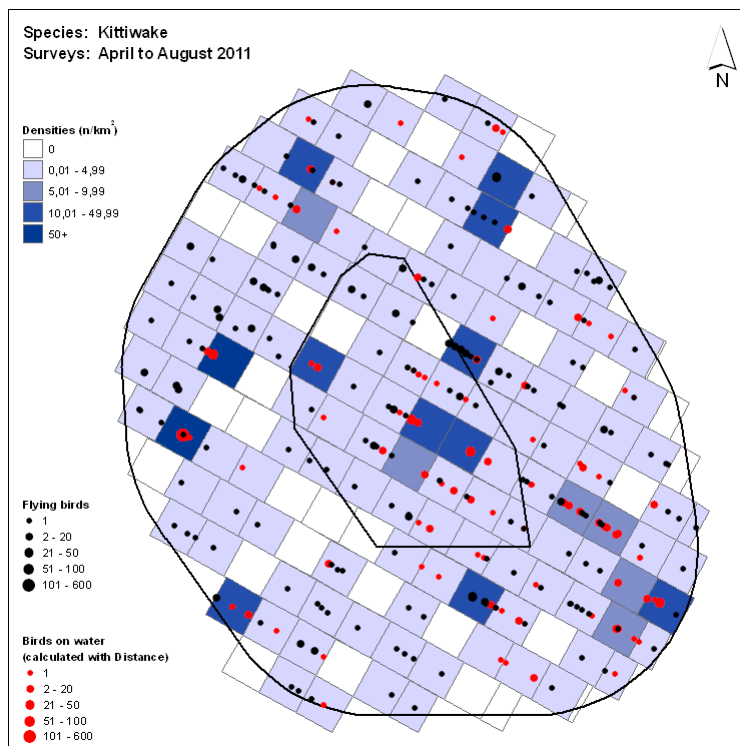 Species: Kittiwake
Surveys: April to August 2011
N
Densities (n/km²)
0
0,01 - 4,99
5,01 - 9,99
10,01 - 49,99
50+
Flying birds
1
2 - 20
21 - 50
51 - 100
101 - 600
Birds on water
(calculated with Distance)
1
2 - 20
21 - 50
51 - 100
101 - 600